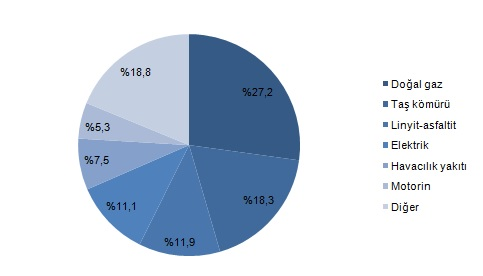 %27,2
%18,3
%11,9
%11,1
%7,5
%5,3
%18,8
Doğal gaz
Taş kömürü
Linyit-asfaltit
Elektrik
Havacılık yakıtı
Motorin
Diğer